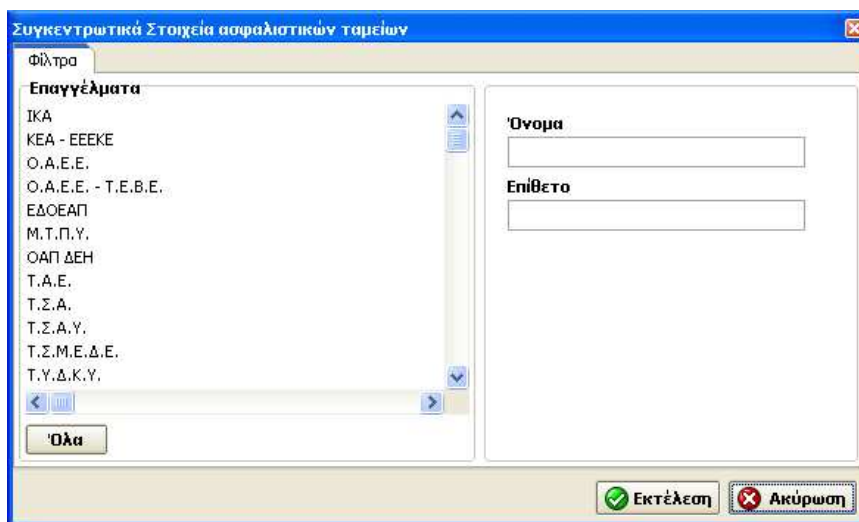 Συγκεντρωτικά Στοιχεία ασφαλιστικών ταμείων
Φίλτρα
Επαγγέλματα
ΙΚΑ
ΚΕΑ - ΕΕΕΚΕ
Ο.Α.Ε.Ε.
Ο.Α.Ε.Ε. - Τ.Ε.Β.Ε.
ΕΔΟΕΑΠ
Μ.Τ.Π.Υ.
ΟΑΠ ΔΕΗ
Τ.Α.Ε.
Τ.Σ.Α.
Τ.Σ.Α.Υ.
Τ.Σ.Μ.Ε.Δ.Ε.
Τ.Υ.Δ.Κ.Υ.
Όλα
Όνομα
Επίθετο
Εκτέλεση
Ακύρωση